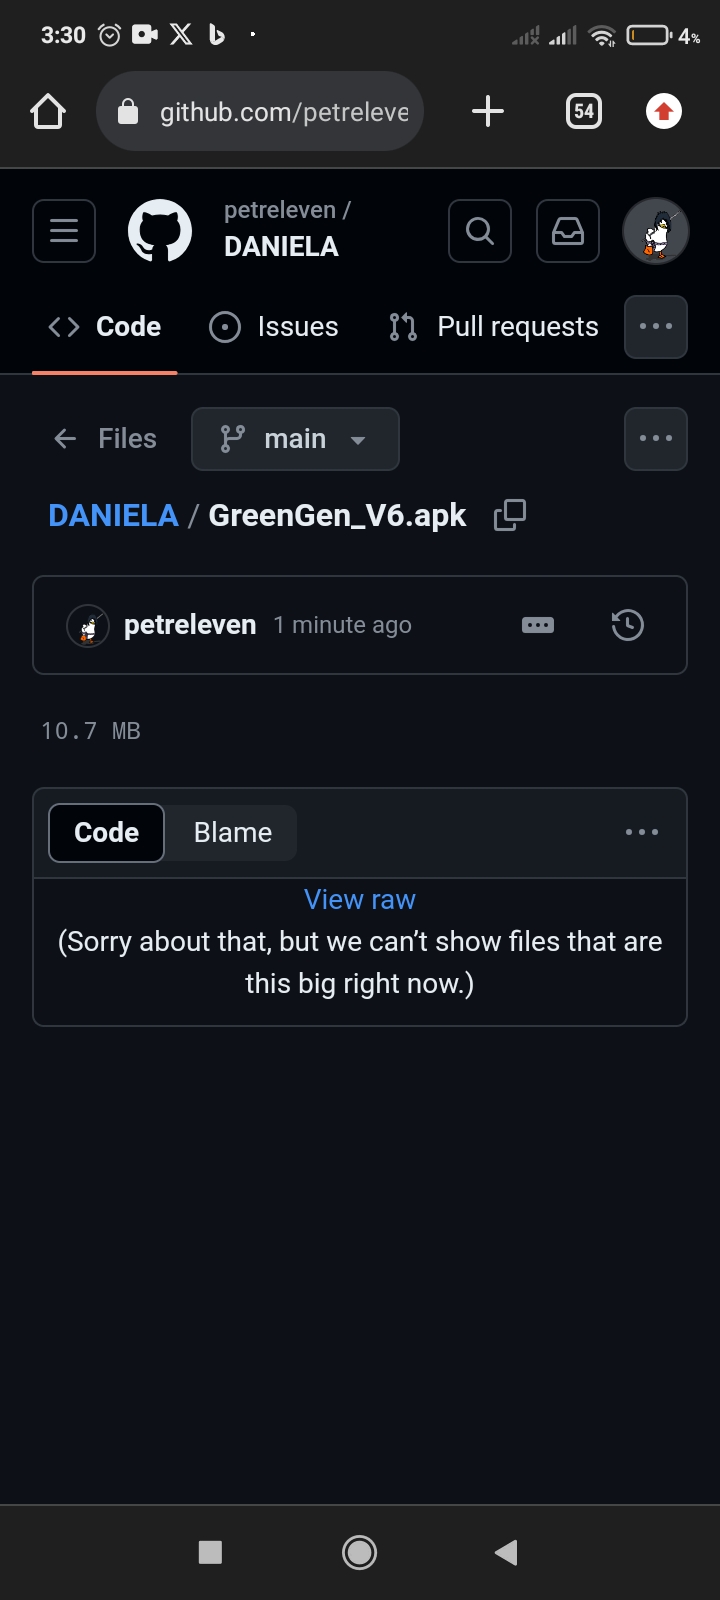 3:30
4%
github.com/petreleve
54
petreleven /
DANIELA
Code
Issues
Pull requests
Files
main
DANIELA / GreenGen_V6.apk
petreleven 1 minute ago
10.7 MB
Code
Blame
View raw
(Sorry about that, but we can’t show files that are
this big right now.)